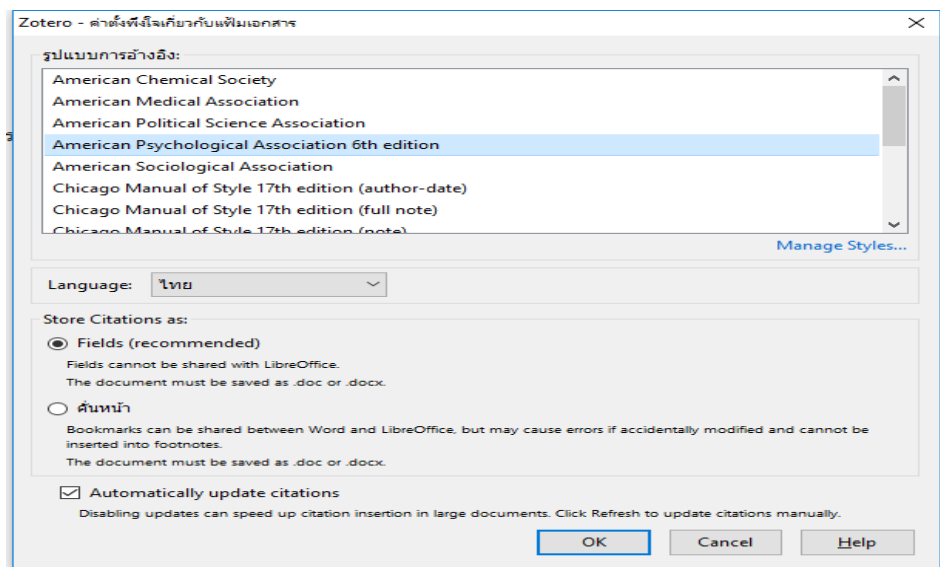 Zotero - ค่าตั้งพึงใจเกี่ยวกับแฟ้มเอกสาร
รูปแบบการอ้างอิง:
American Chemical Society
American Medical Association
American Political Science Association
American Psychological Association 6th edition
American Sociological Association
Chicago Manual of Style 17th edition (author-date)
Chicago Manual of Style 17th edition (full note)
Chicago Manual of Style 17th edition (note)
Manage Styles...
Language: ไทย
Store Citations as:
Fields (recommended)
Fields cannot be shared with LibreOffice.
The document must be saved as .doc or .docx.
คั่นหน้า
Bookmarks can be shared between Word and LibreOffice, but may cause errors if accidentally modified and cannot be
inserted into footnotes.
The document must be saved as .doc or .docx.
Automatically update citations
Disabling updates can speed up citation insertion in large documents. Click Refresh to update citations manually.
OK Cancel Help